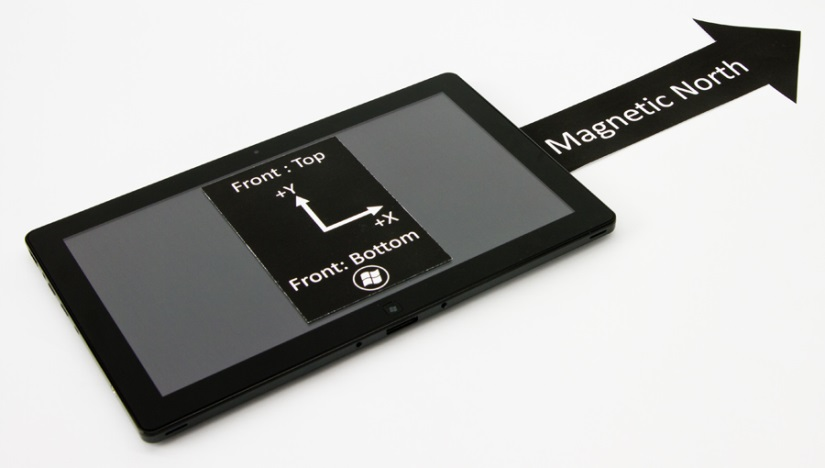 Front : Top
+Y
+X
Front: Bottom
Magnetic North